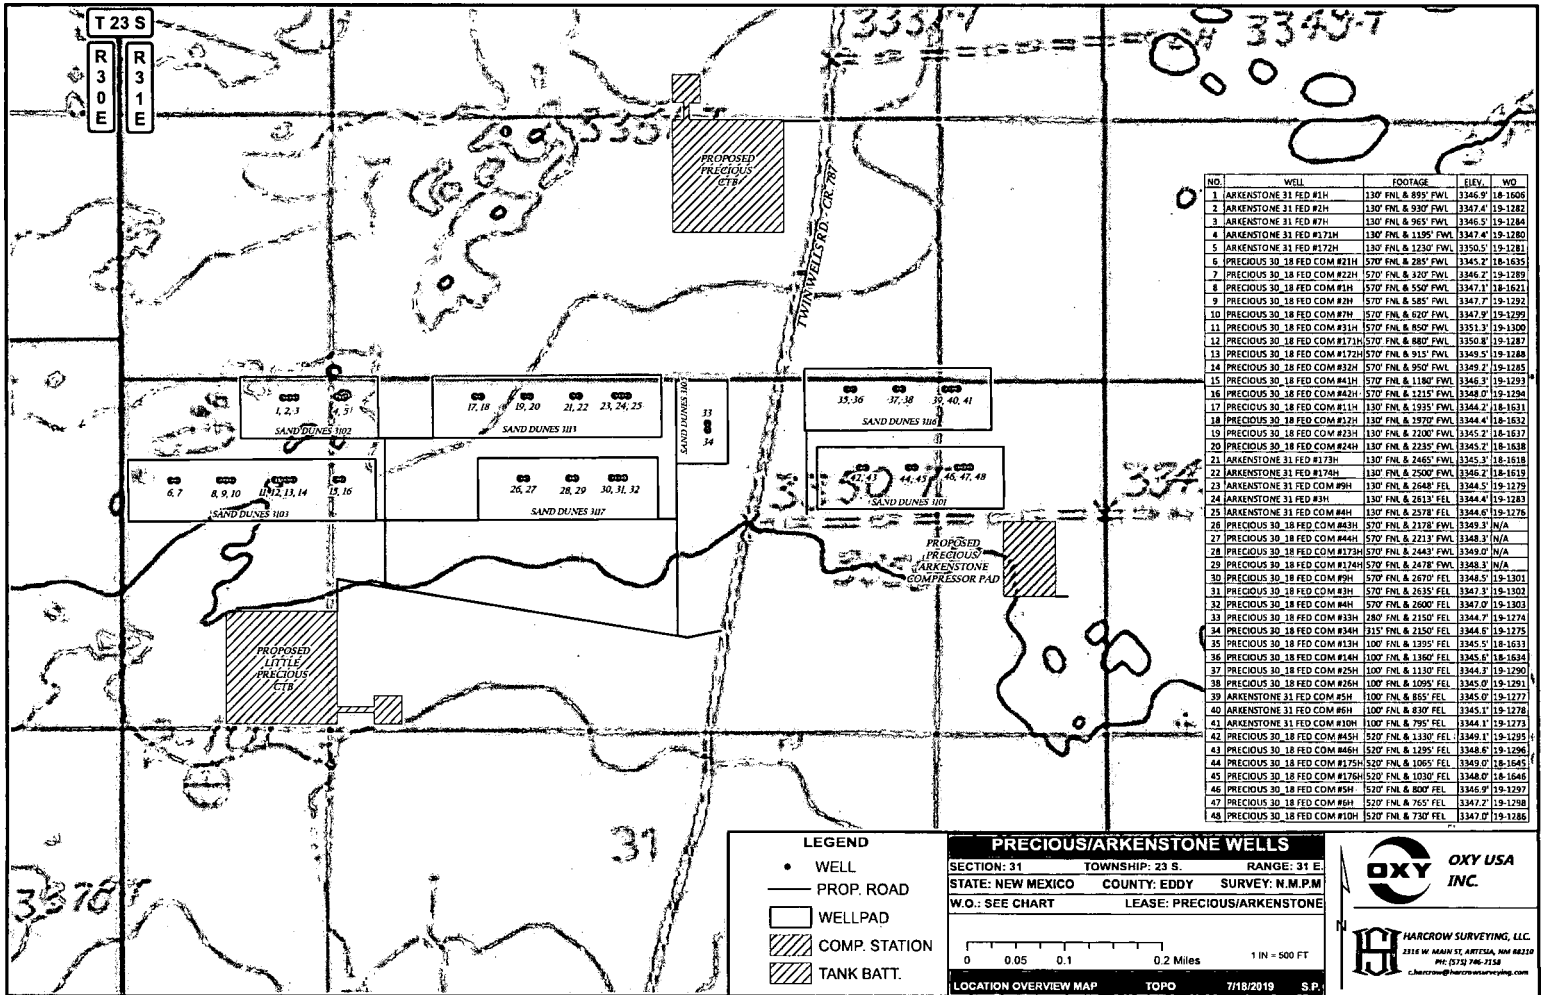 T 23 S
R 30 E
R 31 E
3349-T
PROPOSED
PRECIOUS
CTB
TWIN WELLS RD. - CR. 787
NO. WELL FOOTAGE ELEV. WO
1 ARKENSTONE 31 FED #1H 130' FNL & 895' FWL 3346.9' 18-1606
2 ARKENSTONE 31 FED #2H 130' FNL & 930' FWL 3347.4' 19-1282
3 ARKENSTONE 31 FED #7H 130' FNL & 965' FWL 3346.5' 19-1284
4 ARKENSTONE 31 FED #171H 130' FNL & 1195' FWL 3347.4' 19-1280
5 ARKENSTONE 31 FED #172H 130' FNL & 1230' FWL 3350.5' 19-1281
6 PRECIOUS 30_18 FED COM #21H 570' FNL & 285' FWL 3345.2' 18-1635
7 PRECIOUS 30_18 FED COM #22H 570' FNL & 320' FWL 3346.2' 19-1289
8 PRECIOUS 30_18 FED COM #1H 570' FNL & 550' FWL 3347.1' 18-1621
9 PRECIOUS 30_18 FED COM #2H 570' FNL & 585' FWL 3347.7' 19-1292
10 PRECIOUS 30_18 FED COM #7H 570' FNL & 620' FWL 3347.9' 19-1299
11 PRECIOUS 30_18 FED COM #31H 570' FNL & 850' FWL 3351.3' 19-1300
12 PRECIOUS 30_18 FED COM #171H 570' FNL & 880' FWL 3350.8' 19-1287
13 PRECIOUS 30_18 FED COM #172H 570' FNL & 915' FWL 3349.5' 19-1288
14 PRECIOUS 30_18 FED COM #32H 570' FNL & 950' FWL 3349.2' 19-1285
15 PRECIOUS 30_18 FED COM #41H 570' FNL & 1180' FWL 3346.3' 19-1293
16 PRECIOUS 30_18 FED COM #42H 570' FNL & 1215' FWL 3348.0' 19-1294
17 PRECIOUS 30_18 FED COM #11H 130' FNL & 1935' FWL 3344.2' 18-1631
18 PRECIOUS 30_18 FED COM #12H 130' FNL & 1970' FWL 3344.4' 18-1632
19 PRECIOUS 30_18 FED COM #23H 130' FNL & 2200' FWL 3345.2' 18-1637
20 PRECIOUS 30_18 FED COM #24H 130' FNL & 2235' FWL 3345.2' 18-1638
21 ARKENSTONE 31 FED #173H 130' FNL & 2465' FWL 3345.3' 18-1618
22 ARKENSTONE 31 FED #174H 130' FNL & 2500' FWL 3346.2' 18-1619
23 ARKENSTONE 31 FED COM #9H 130' FNL & 2648' FEL 3344.5' 19-1279
24 ARKENSTONE 31 FED #3H 130' FNL & 2613' FEL 3344.4' 19-1283
25 ARKENSTONE 31 FED COM #4H 130' FNL & 2578' FEL 3344.6' 19-1276
26 PRECIOUS 30_18 FED COM #43H 570' FNL & 2178' FWL 3349.3' N/A
27 PRECIOUS 30_18 FED COM #44H 570' FNL & 2213' FWL 3348.3' N/A
28 PRECIOUS 30_18 FED COM #173H 570' FNL & 2443' FWL 3349.0' N/A
29 PRECIOUS 30_18 FED COM #174H 570' FNL & 2478' FWL 3348.3' N/A
30 PRECIOUS 30_18 FED COM #9H 570' FNL & 2670' FEL 3348.5' 19-1301
31 PRECIOUS 30_18 FED COM #3H 570' FNL & 2635' FEL 3347.3' 19-1302
32 PRECIOUS 30_18 FED COM #4H 570' FNL & 2600' FEL 3347.0' 19-1303
33 PRECIOUS 30_18 FED COM #33H 280' FNL & 2150' FEL 3344.7' 19-1274
34 PRECIOUS 30_18 FED COM #34H 315' FNL & 2150' FEL 3344.6' 19-1275
35 PRECIOUS 30_18 FED COM #13H 100' FNL & 1395' FEL 3345.5' 18-1633
36 PRECIOUS 30_18 FED COM #14H 100' FNL & 1360' FEL 3345.6' 18-1634
37 PRECIOUS 30_18 FED COM #25H 100' FNL & 1130' FEL 3344.3' 19-1290
38 PRECIOUS 30_18 FED COM #26H 100' FNL & 1095' FEL 3345.0' 19-1291
39 ARKENSTONE 31 FED COM #5H 100' FNL & 865' FEL 3345.0' 19-1277
40 ARKENSTONE 31 FED COM #6H 100' FNL & 830' FEL 3345.1' 19-1278
41 ARKENSTONE 31 FED COM #10H 100' FNL & 795' FEL 3344.1' 19-1273
42 PRECIOUS 30_18 FED COM #45H 520' FNL & 1330' FEL 3349.1' 19-1295
43 PRECIOUS 30_18 FED COM #46H 520' FNL & 1295' FEL 3348.6' 19-1296
44 PRECIOUS 30_18 FED COM #175H 520' FNL & 1065' FEL 3349.0' 18-1645
45 PRECIOUS 30_18 FED COM #176H 520' FNL & 1030' FEL 3348.0' 18-1646
46 PRECIOUS 30_18 FED COM #5H 520' FNL & 800' FEL 3346.9' 19-1297
47 PRECIOUS 30_18 FED COM #6H 520' FNL & 765' FEL 3347.2' 19-1298
48 PRECIOUS 30_18 FED COM #10H 520' FNL & 730' FEL 3347.0' 19-1286
1, 2, 3
4, 5
SAND DUNES 3102
17, 18
19, 20
21, 22
23, 24, 25
SAND DUNES 3113
33
34
35, 36
37, 38
39, 40, 41
SAND DUNES 3116
6, 7
8, 9, 10
11, 12, 13, 14
15, 16
SAND DUNES 3103
26, 27
28, 29
30, 31, 32
SAND DUNES 3117
42, 43
44, 45
46, 47, 48
SAND DUNES 3101
PROPOSED
PRECIOUS/
ARKENSTONE
COMPRESSOR PAD
PROPOSED
LITTLE
PRECIOUS
CTB
31
3378T
LEGEND
WELL
PROP. ROAD
WELLPAD
COMP. STATION
TANK BATT.
PRECIOUS/ARKENSTONE WELLS
SECTION: 31 TOWNSHIP: 23 S. RANGE: 31 E.
STATE: NEW MEXICO COUNTY: EDDY SURVEY: N.M.P.M
W.O.: SEE CHART LEASE: PRECIOUS/ARKENSTONE
0 0.05 0.1 0.2 Miles 1 IN = 500 FT
LOCATION OVERVIEW MAP TOPO 7/18/2019 S.P.
N
OXY
OXY USA
INC.
HARCROW SURVEYING, LLC.
2316 W. MAIN ST, ARTESIA, NM 88210
PH: (575) 746-2158
c.harcrow@harcrowsurveying.com